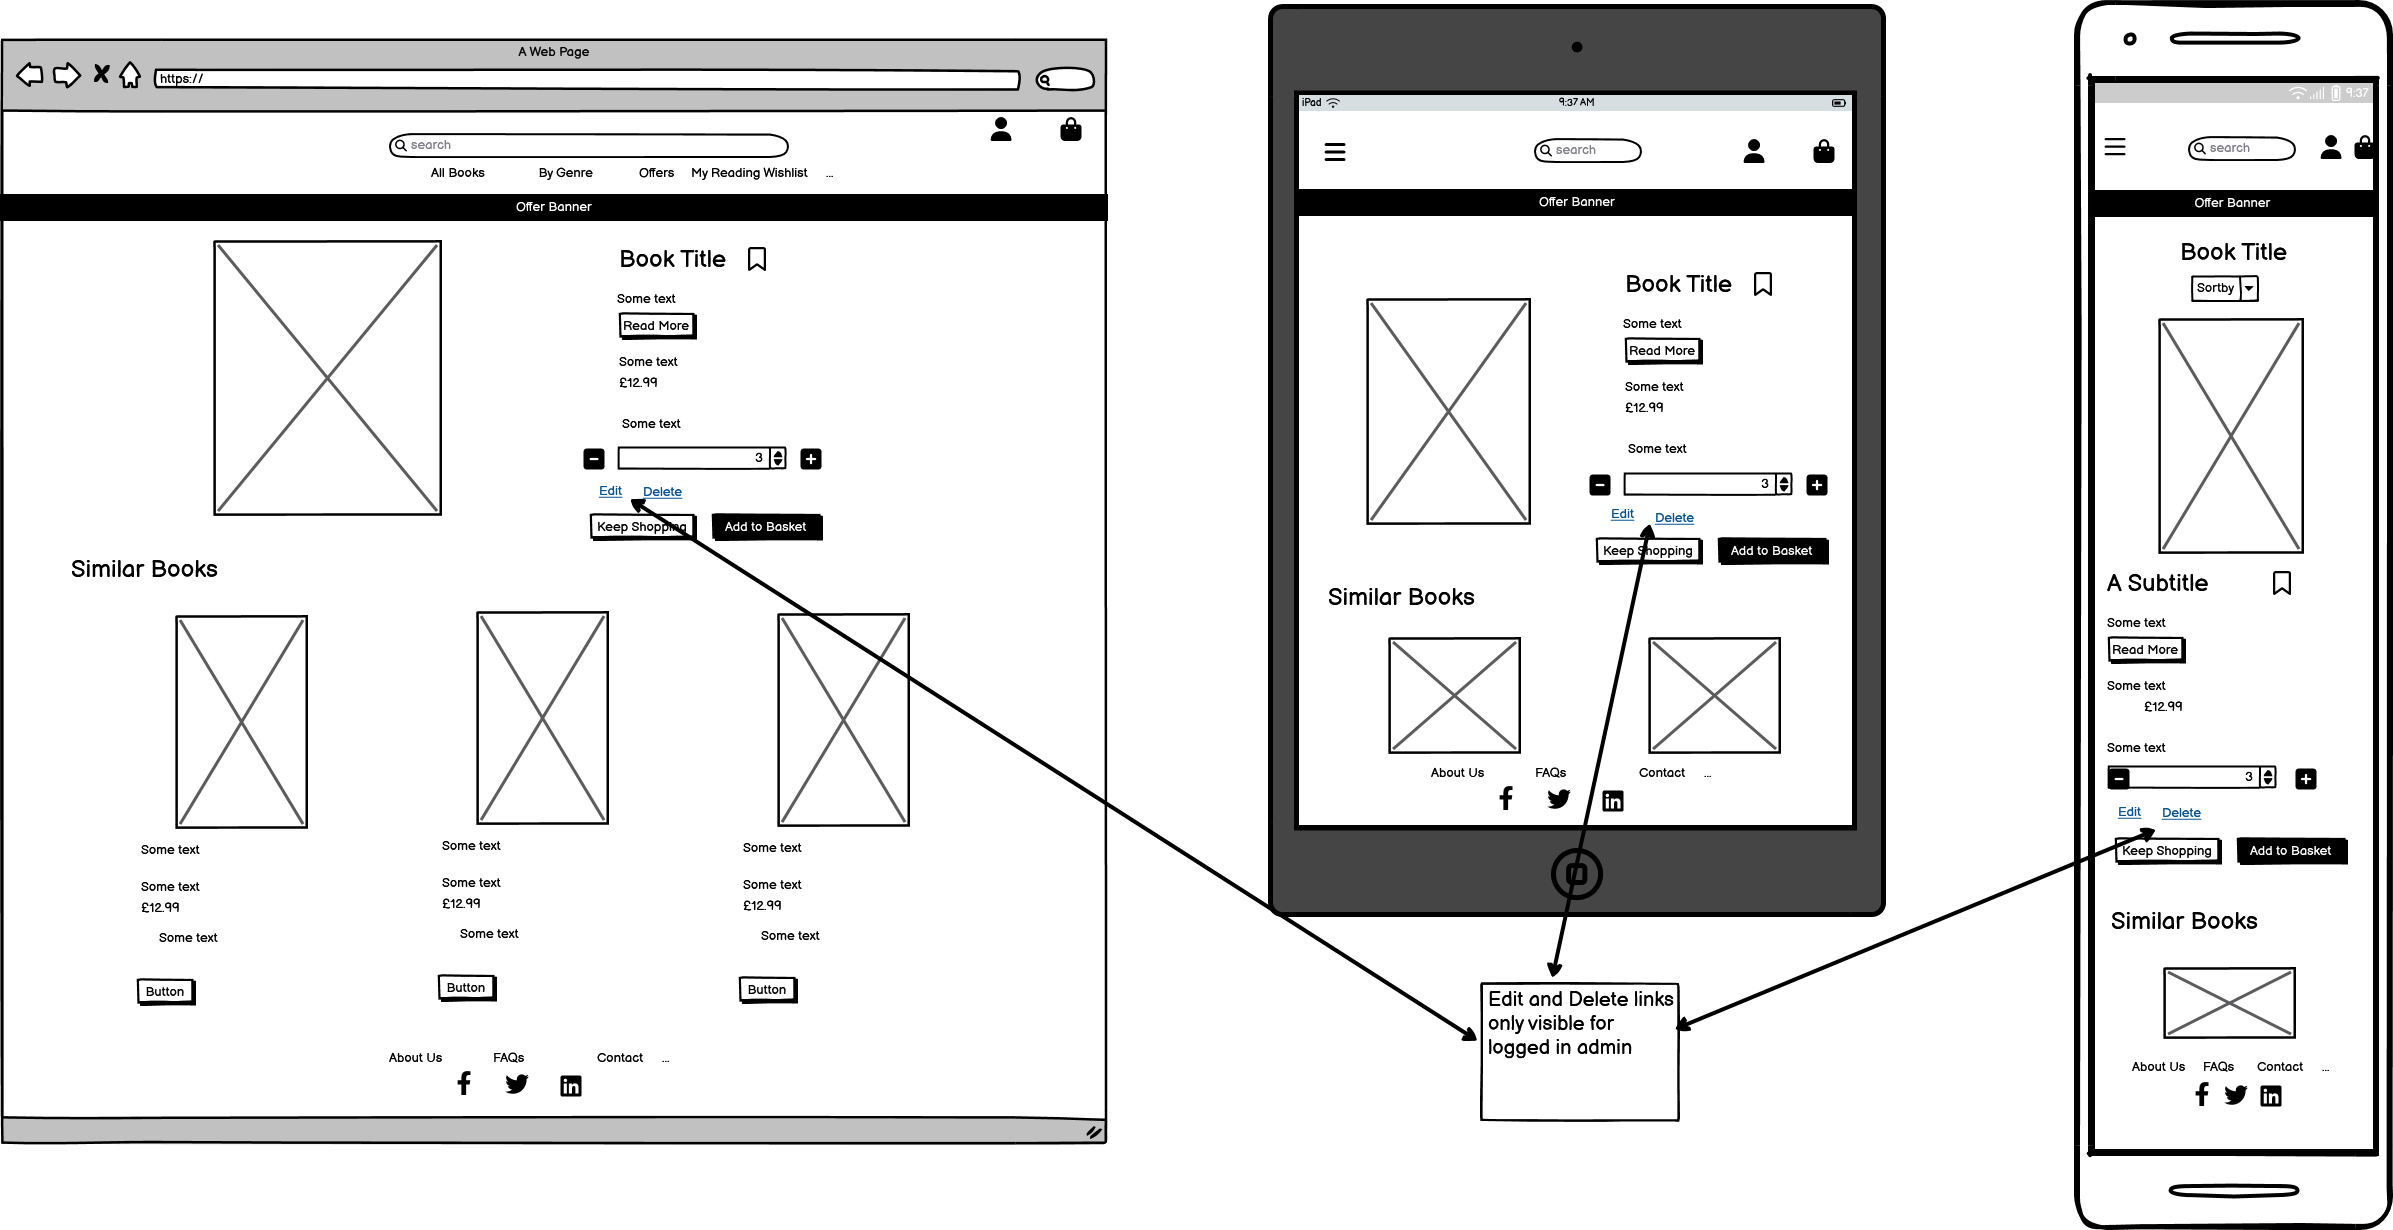 A Web Page
https://
search
All Books By Genre Offers My Reading Wishlist ...
Offer Banner
Book Title
Some text
Read More
Some text
£12.99
Some text
3
Edit Delete
Keep Shopping Add to Basket
Similar Books
Some text Some text Some text
Some text Some text Some text
£12.99 £12.99 £12.99
Some text Some text Some text
Button Button Button
About Us FAQs Contact ...
iPad 9:37 AM
search
Offer Banner
Book Title
Some text
Read More
Some text
£12.99
Some text
3
Edit Delete
Keep Shopping Add to Basket
Similar Books
About Us FAQs Contact ...
Edit and Delete links
only visible for
logged in admin
9:37
search
Offer Banner
Book Title
Sortby
A Subtitle
Some text
Read More
Some text
£12.99
Some text
3
Edit Delete
Keep Shopping Add to Basket
Similar Books
About Us FAQs Contact ...